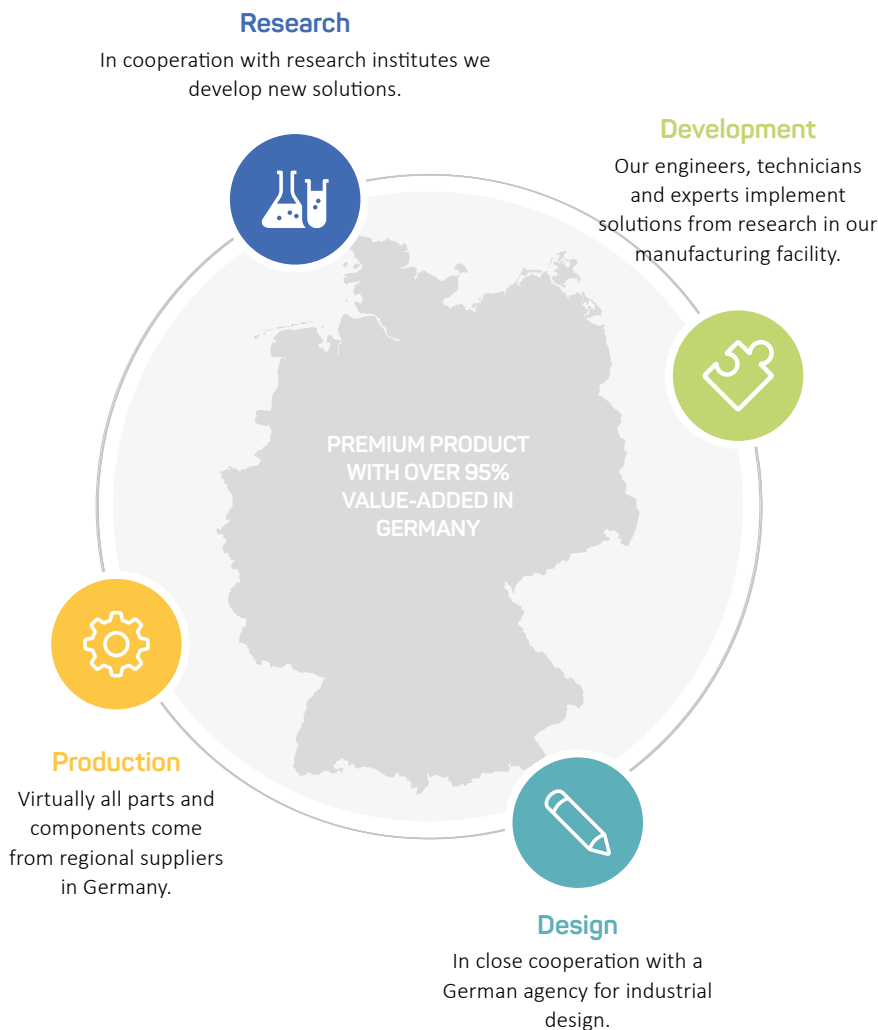 Research
In cooperation with research institutes we
develop new solutions.
Development
Our engineers, technicians
and experts implement
solutions from research in our
manufacturing facility.
PREMIUM PRODUCT
WITH OVER 95%
VALUE-ADDED IN
GERMANY
Production
Virtually all parts and
components come
from regional suppliers
in Germany.
Design
In close cooperation with a
German agency for industrial
design.